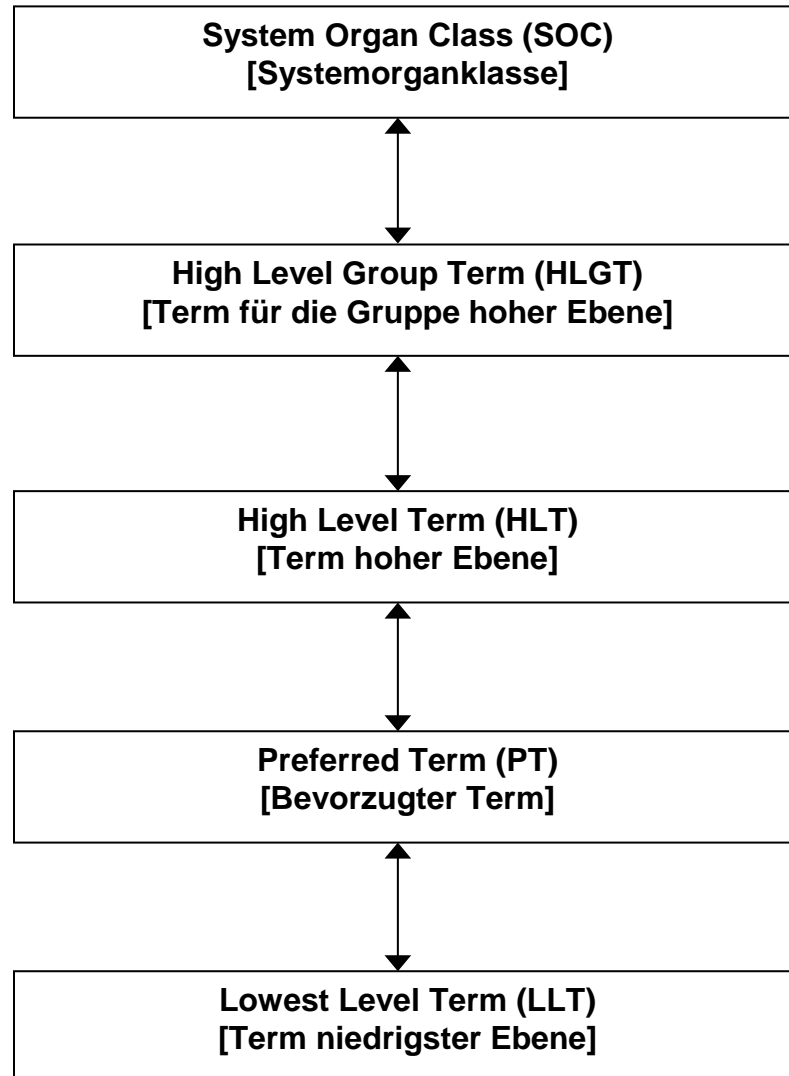 System Organ Class (SOC)
[Systemorganklasse]
High Level Group Term (HLGT)
[Term für die Gruppe hoher Ebene]
High Level Term (HLT)
[Term hoher Ebene]
Preferred Term (PT)
[Bevorzugter Term]
Lowest Level Term (LLT)
[Term niedrigster Ebene]